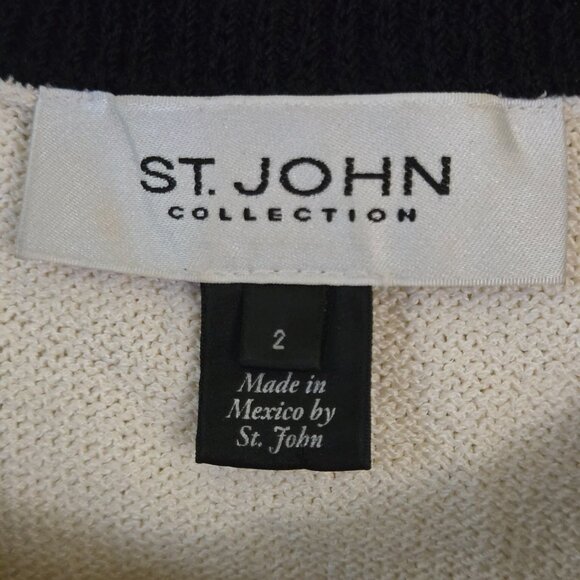 ST. JOHN
COLLECTION
2
Made in
Mexico by
St. John